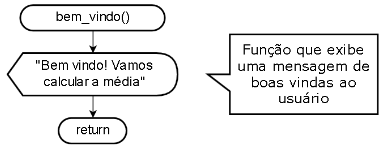 bem_vindo()
"Bem vindo! Vamos
calcular a média"
return
Função que exibe
uma mensagem de
boas vindas ao
usuário